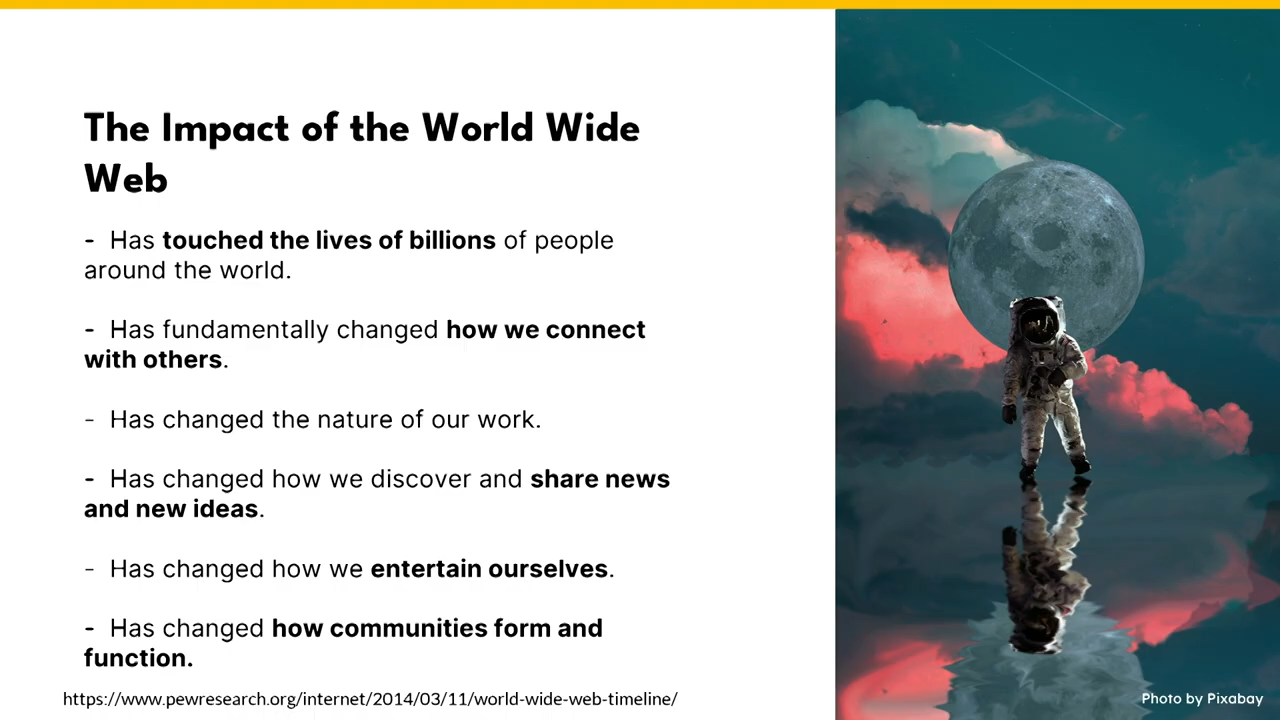 The Impact of the World Wide
Web
- Has touched the lives of billions of people
around the world.
- Has fundamentally changed how we connect
with others.
- Has changed the nature of our work.
- Has changed how we discover and share news
and new ideas.
- Has changed how we entertain ourselves.
- Has changed how communities form and
function.
https://www.pewresearch.org/internet/2014/03/11/world-wide-web-timeline/
Photo by Pixabay